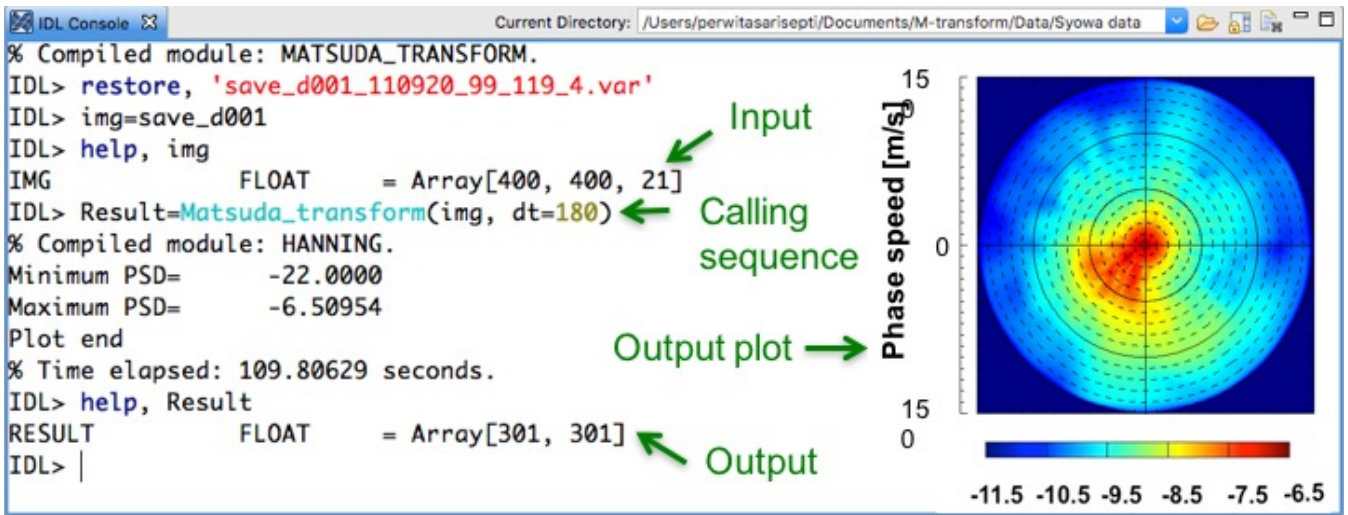 IDL Console
Current Directory: /Users/perwitasarisepti/Documents/M-transform/Data/Syowa data
% Compiled module: MATSUDA_TRANSFORM.
IDL> restore, 'save_d001_110920_99_119_4.var'
IDL> img=save_d001
IDL> help, img
IMG FLOAT = Array[400, 400, 21]
IDL> Result=Matsuda_transform(img, dt=180)
% Compiled module: HANNING.
Minimum PSD= -22.0000
Maximum PSD= -6.50954
Plot end
% Time elapsed: 109.80629 seconds.
IDL> help, Result
RESULT FLOAT = Array[301, 301]
IDL>
Input
Calling
sequence
Output plot
Output
Phase speed [m/s]
15
0
0
15
0
-11.5 -10.5 -9.5 -8.5 -7.5 -6.5